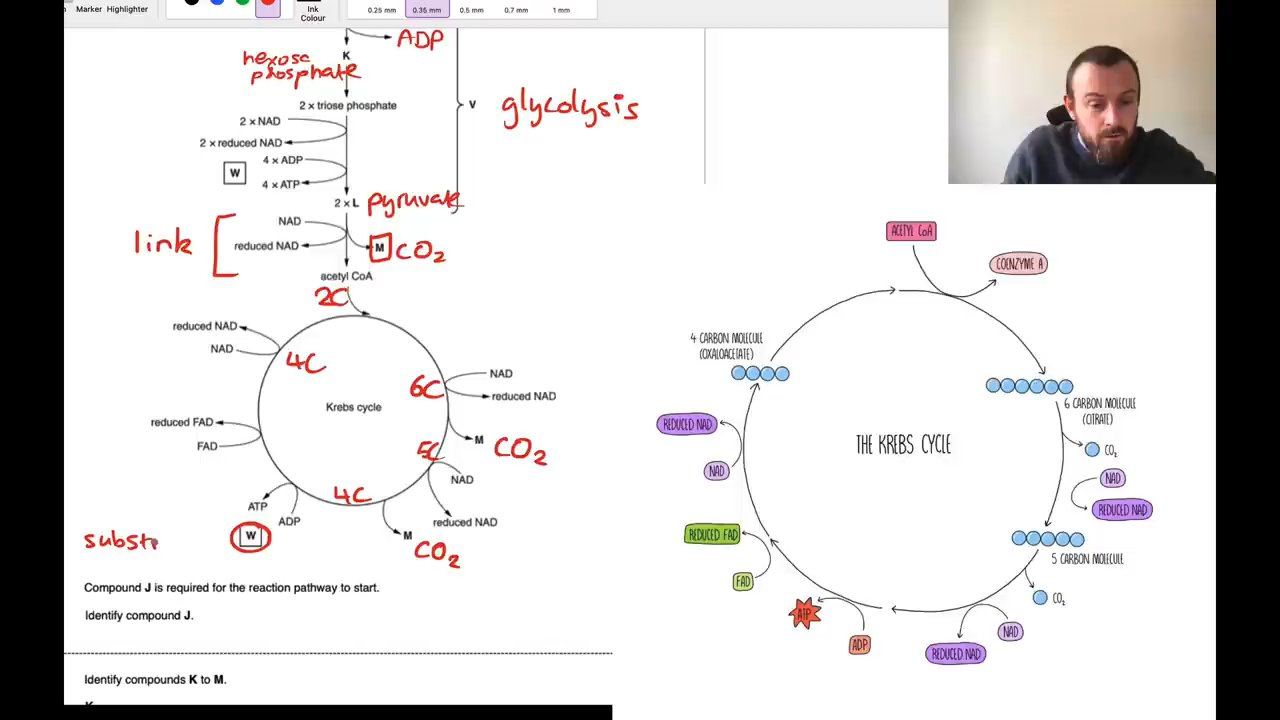 Marker Highlighter
Ink
Colour
0.25 mm 0.35 mm 0.5 mm 0.7 mm 1 mm
ADP
K
hexose
phosphate
2 x triose phosphate
V
glycolysis
2 x NAD
2 x reduced NAD
4 x ADP
W
4 x ATP
2 x L
pyruvate
NAD
link
reduced NAD
M
CO2
acetyl CoA
2C
reduced NAD
NAD
4C
6C
NAD
reduced NAD
Krebs cycle
reduced FAD
FAD
M
CO2
5C
NAD
4C
ATP
ADP
reduced NAD
W
M
CO2
subst
Compound J is required for the reaction pathway to start.
Identify compound J.
Identify compounds K to M.
ACETYL CoA
COENZYME A
4 CARBON MOLECULE
(OXALOACETATE)
6 CARBON MOLECULE
(CITRATE)
REDUCED NAD
NAD
THE KREBS CYCLE
CO2
NAD
REDUCED NAD
REDUCED FAD
FAD
5 CARBON MOLECULE
CO2
ATP
ADP
NAD
REDUCED NAD